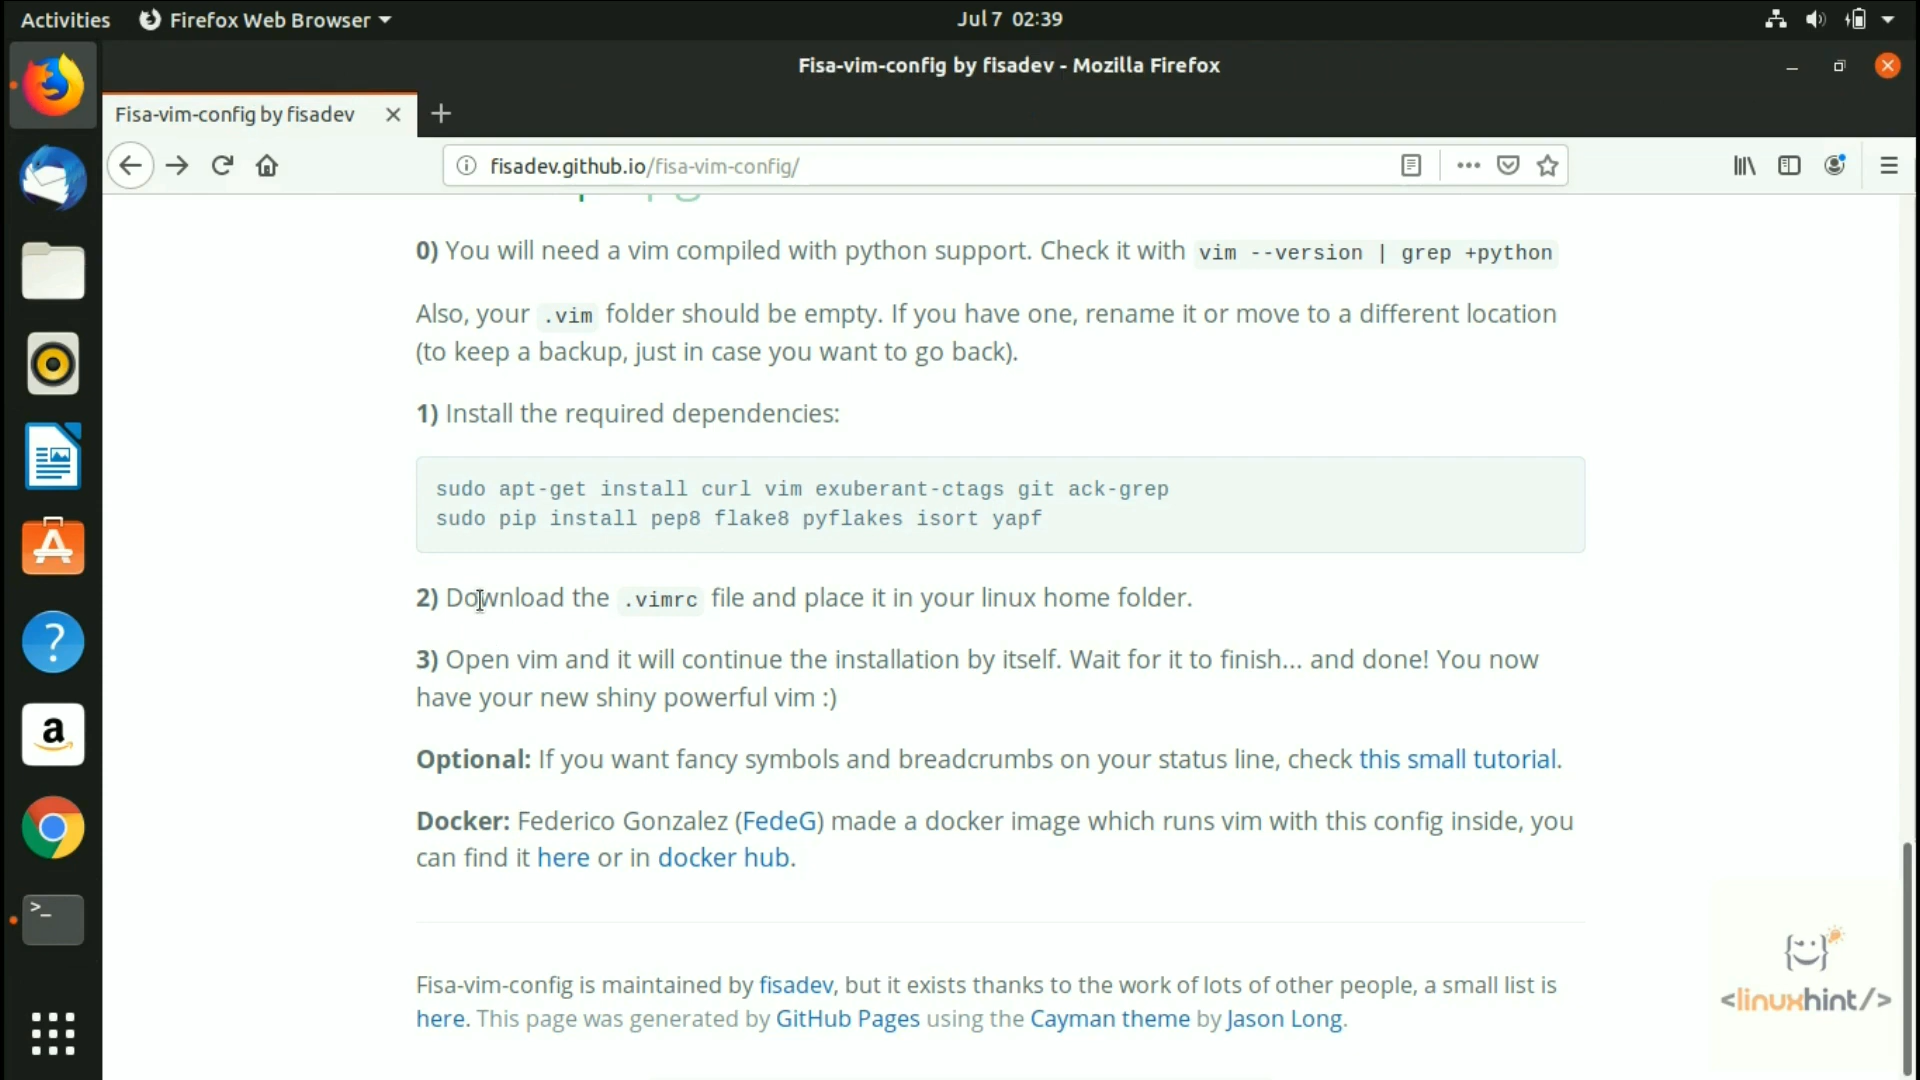 Activities Firefox Web Browser Jul 7 02:39
Fisa-vim-config by fisadev - Mozilla Firefox
Fisa-vim-config by fisadev
fisadev.github.io/fisa-vim-config/
0) You will need a vim compiled with python support. Check it with vim --version | grep +python
Also, your .vim folder should be empty. If you have one, rename it or move to a different location
(to keep a backup, just in case you want to go back).
1) Install the required dependencies:
sudo apt-get install curl vim exuberant-ctags git ack-grep
sudo pip install pep8 flake8 pyflakes isort yapf
2) Download the .vimrc file and place it in your linux home folder.
3) Open vim and it will continue the installation by itself. Wait for it to finish... and done! You now
have your new shiny powerful vim :)
Optional: If you want fancy symbols and breadcrumbs on your status line, check this small tutorial.
Docker: Federico Gonzalez (FedeG) made a docker image which runs vim with this config inside, you
can find it here or in docker hub.
Fisa-vim-config is maintained by fisadev, but it exists thanks to the work of lots of other people, a small list is
here. This page was generated by GitHub Pages using the Cayman theme by Jason Long.
<linuxhint/>